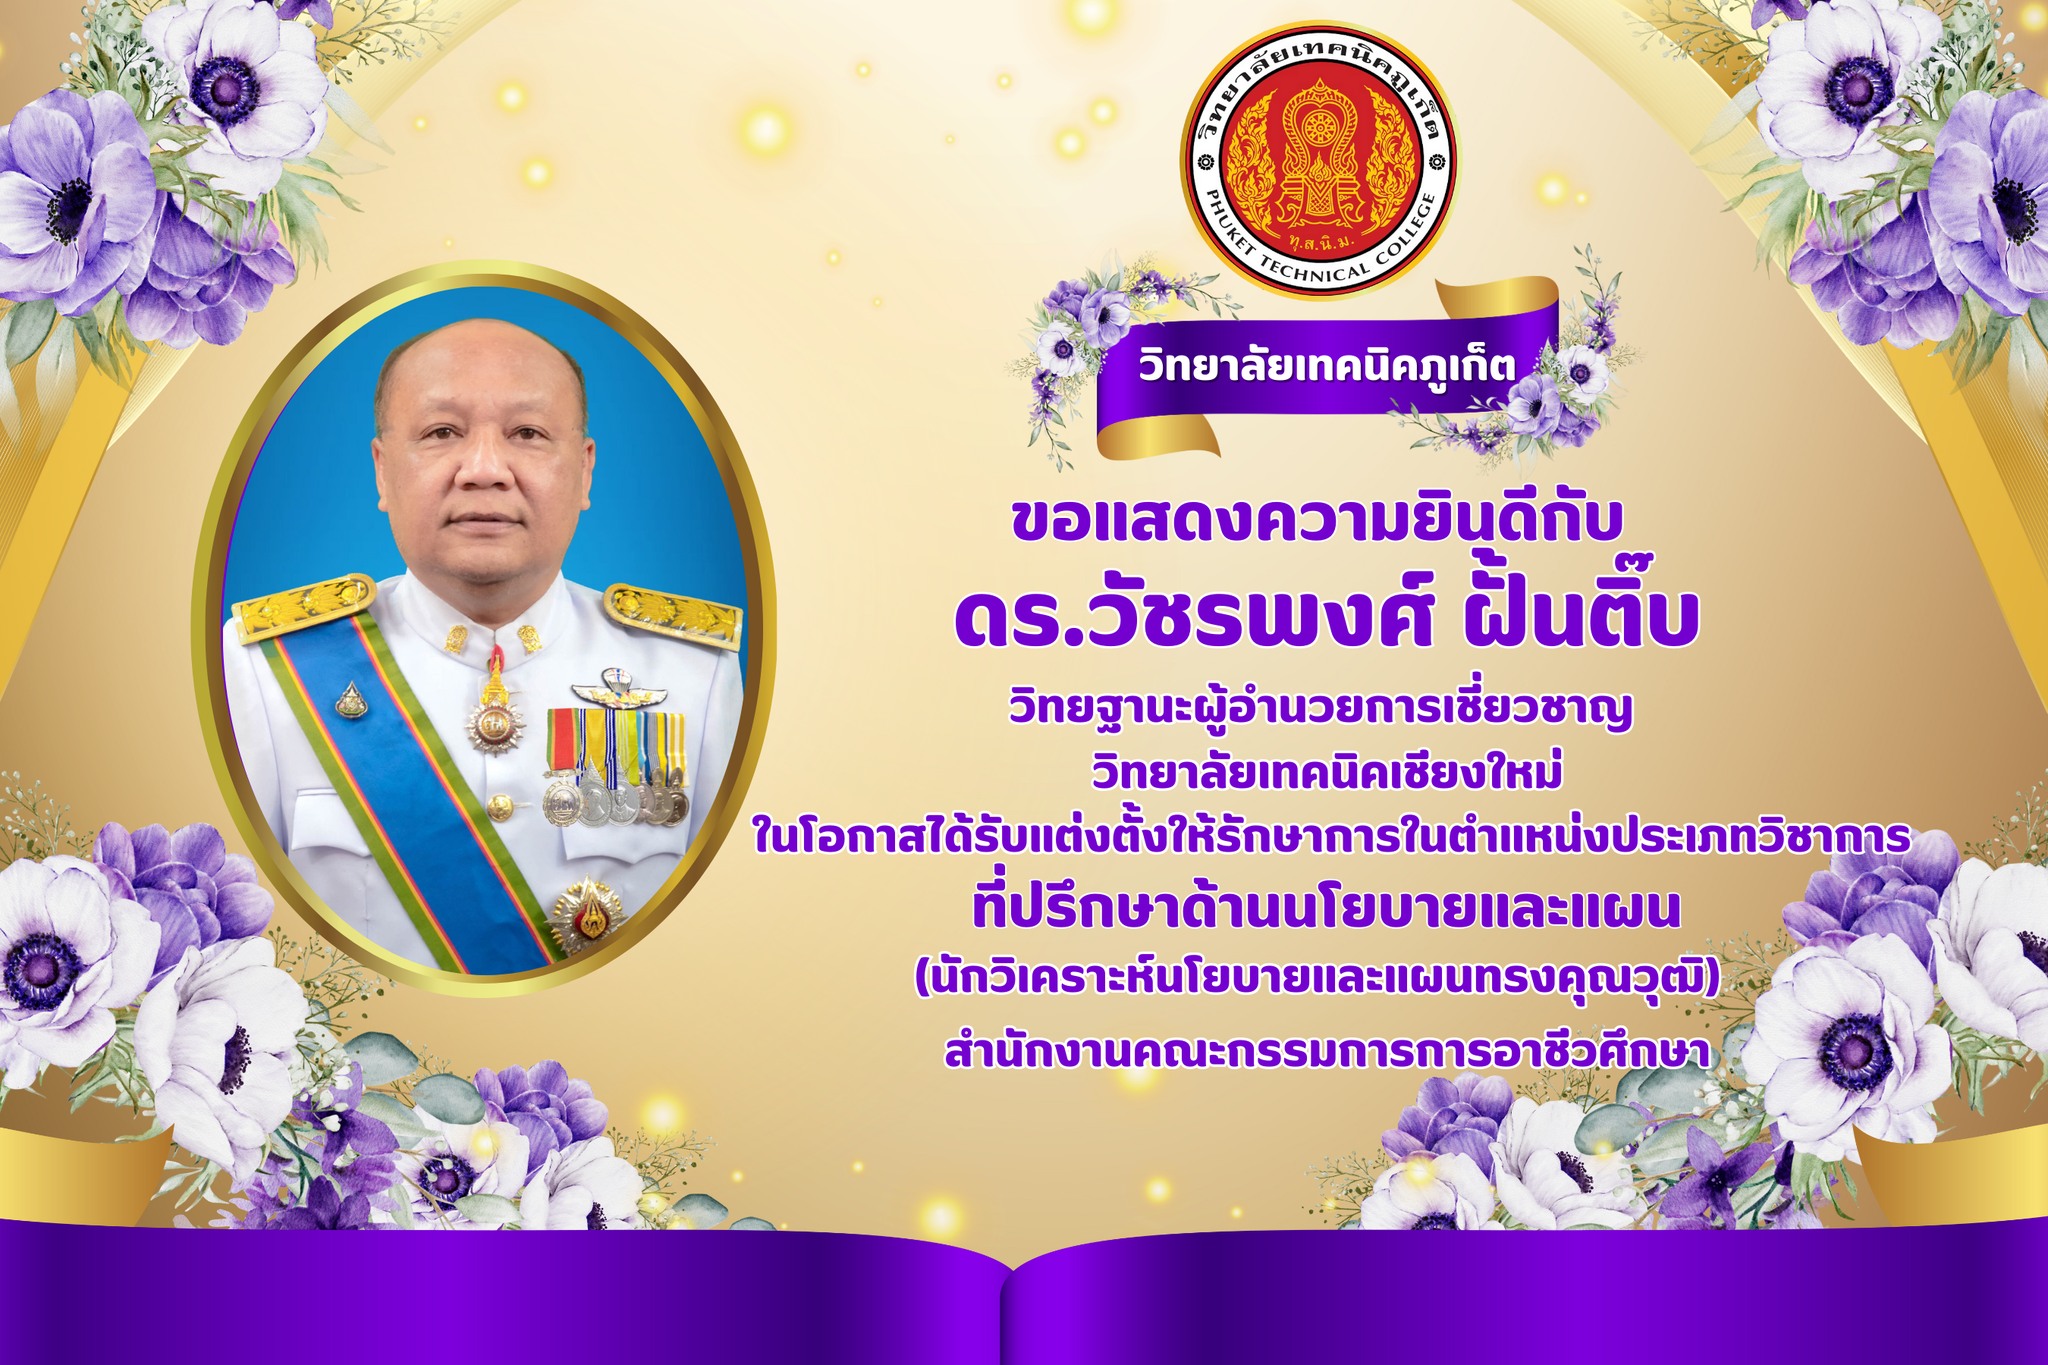 วิทยาลัยเทคนิคภูเก็ต
ท.ส.นิ.ม.
PHUKET TECHNICAL COLLEGE
วิทยาลัยเทคนิคภูเก็ต
ขอแสดงความยินดีกับ
ดร.วัชรพงศ์ ฝั้นติ๊บ
วิทยฐานะผู้อำนวยการเชี่ยวชาญ
วิทยาลัยเทคนิคเชียงใหม่
ในโอกาสได้รับแต่งตั้งให้รักษาการในตำแหน่งประเภทวิชาการ
ที่ปรึกษาด้านนโยบายและแผน
(นักวิเคราะห์นโยบายและแผนทรงคุณวุฒิ)
สำนักงานคณะกรรมการการอาชีวศึกษา